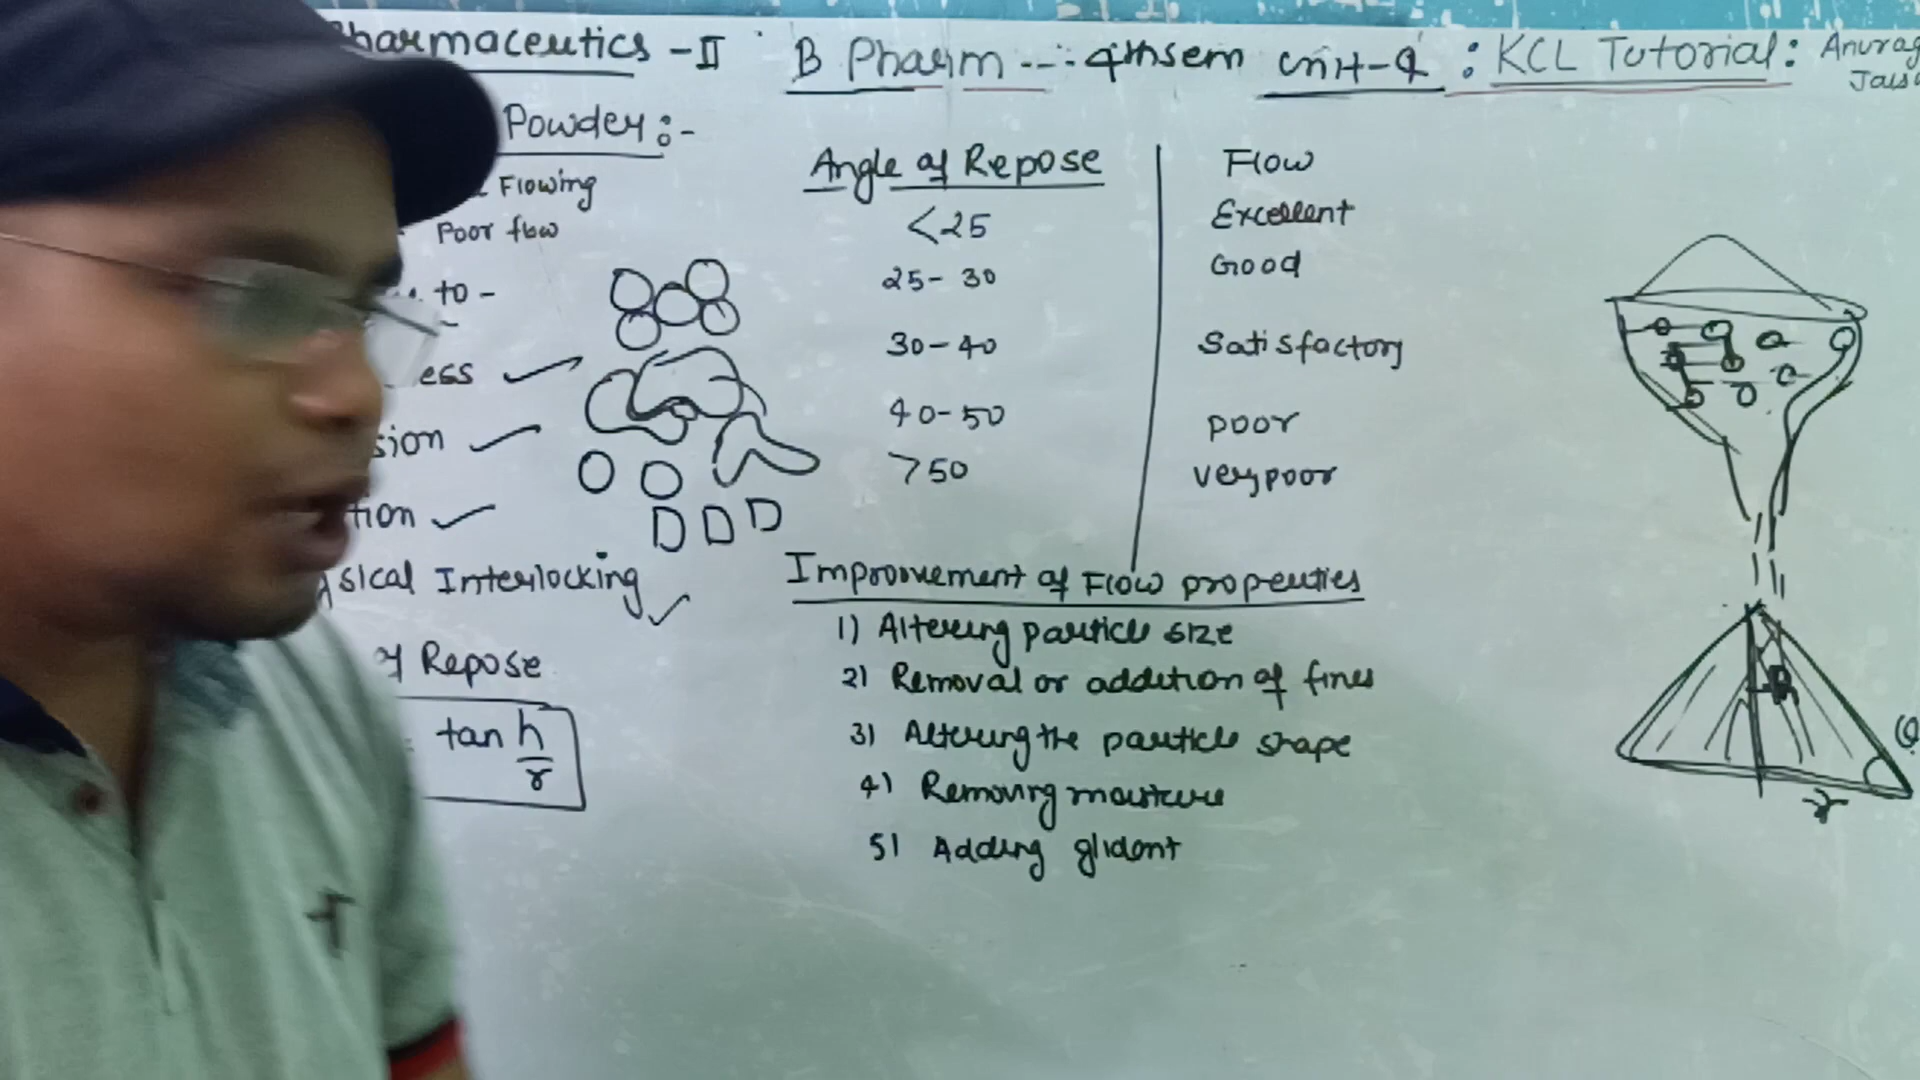 harmaceutics -II B Pharm --: 4thsem unit-4 : KCL Tutorial: Anurag
Jais
Powder:-
Flowing
Poor flow
to -
ess
sion
tion
sical Interlocking
of Repose
tan h/r
Angle of Repose Flow
<25 Excellent
25-30 Good
30-40 Satisfactory
40-50 poor
>50 very poor
Improvement of Flow properties
1) Altering particle size
2) Removal or addition of fines
3) Altering the particle shape
4) Removing moisture
5) Adding glidant
h
r